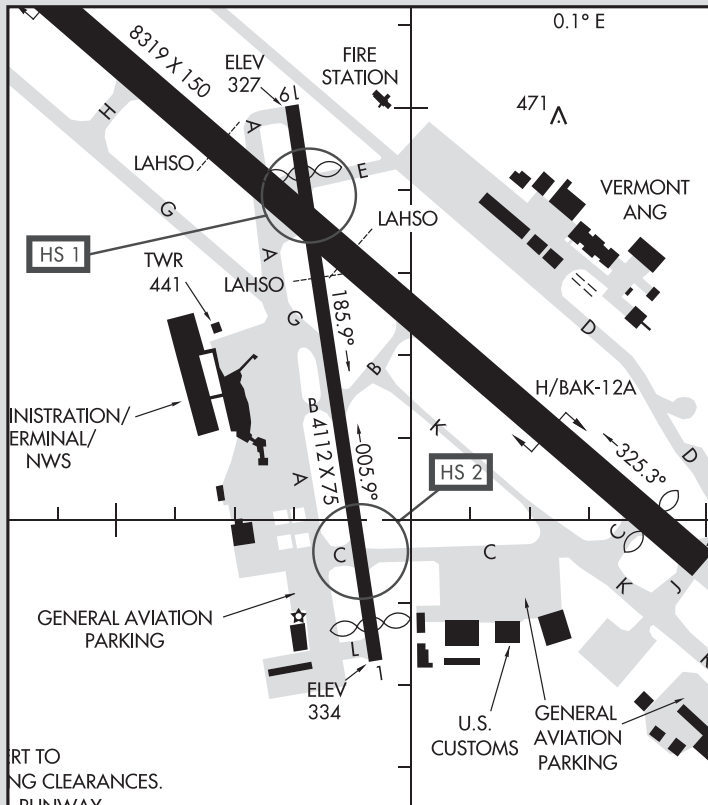 0.1° E
8319 X 150
ELEV
327
FIRE
STATION
19
471
H
A
LAHSO
E
VERMONT
ANG
G
LAHSO
HS 1
A
TWR
441
LAHSO
G
185.9°
D
B
H/BAK-12A
INISTRATION/
ERMINAL/
NWS
B
4112 X 75
005.9°
K
325.3°
D
A
HS 2
C
C
C
K
J
GENERAL AVIATION
PARKING
L
1
ELEV
334
U.S.
CUSTOMS
GENERAL
AVIATION
PARKING
RT TO
NG CLEARANCES.
RUNWAY